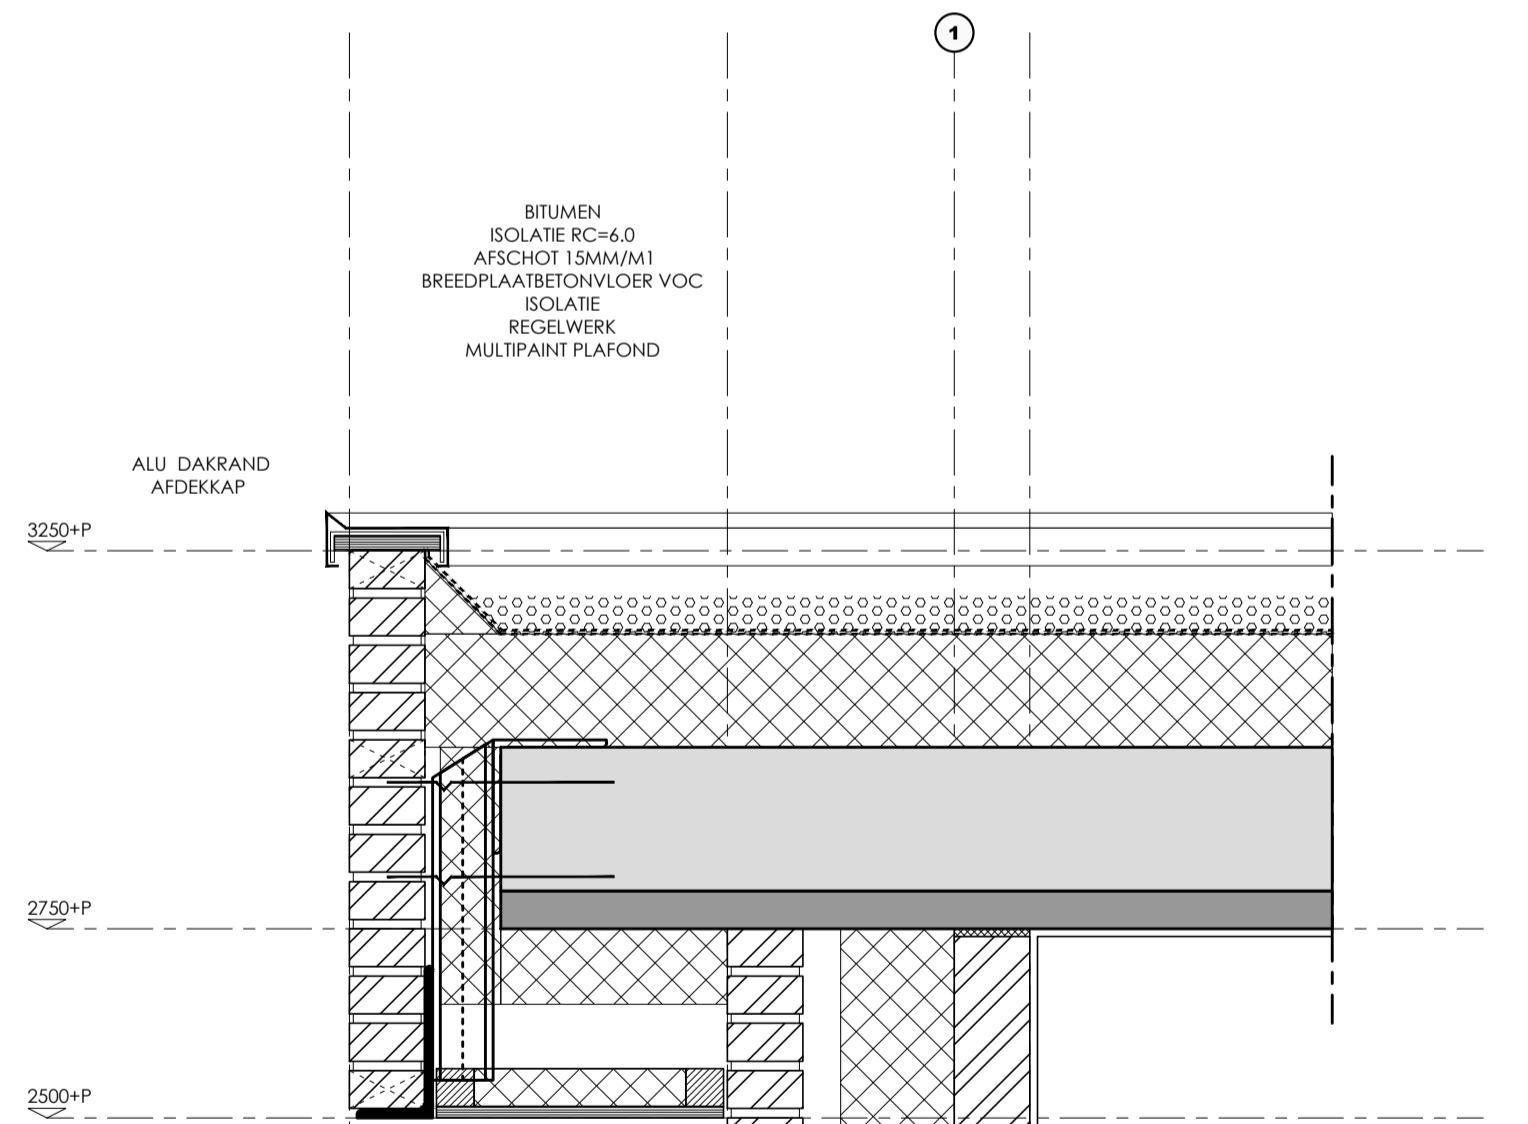 1
BITUMEN
ISOLATIE RC=6.0
AFSCHOT 15MM/M1
BREEDPLAATBETONVLOER VOC
ISOLATIE
REGELWERK
MULTIPAINT PLAFOND
ALU DAKRAND
AFDEKKAP
3250+P
2750+P
2500+P